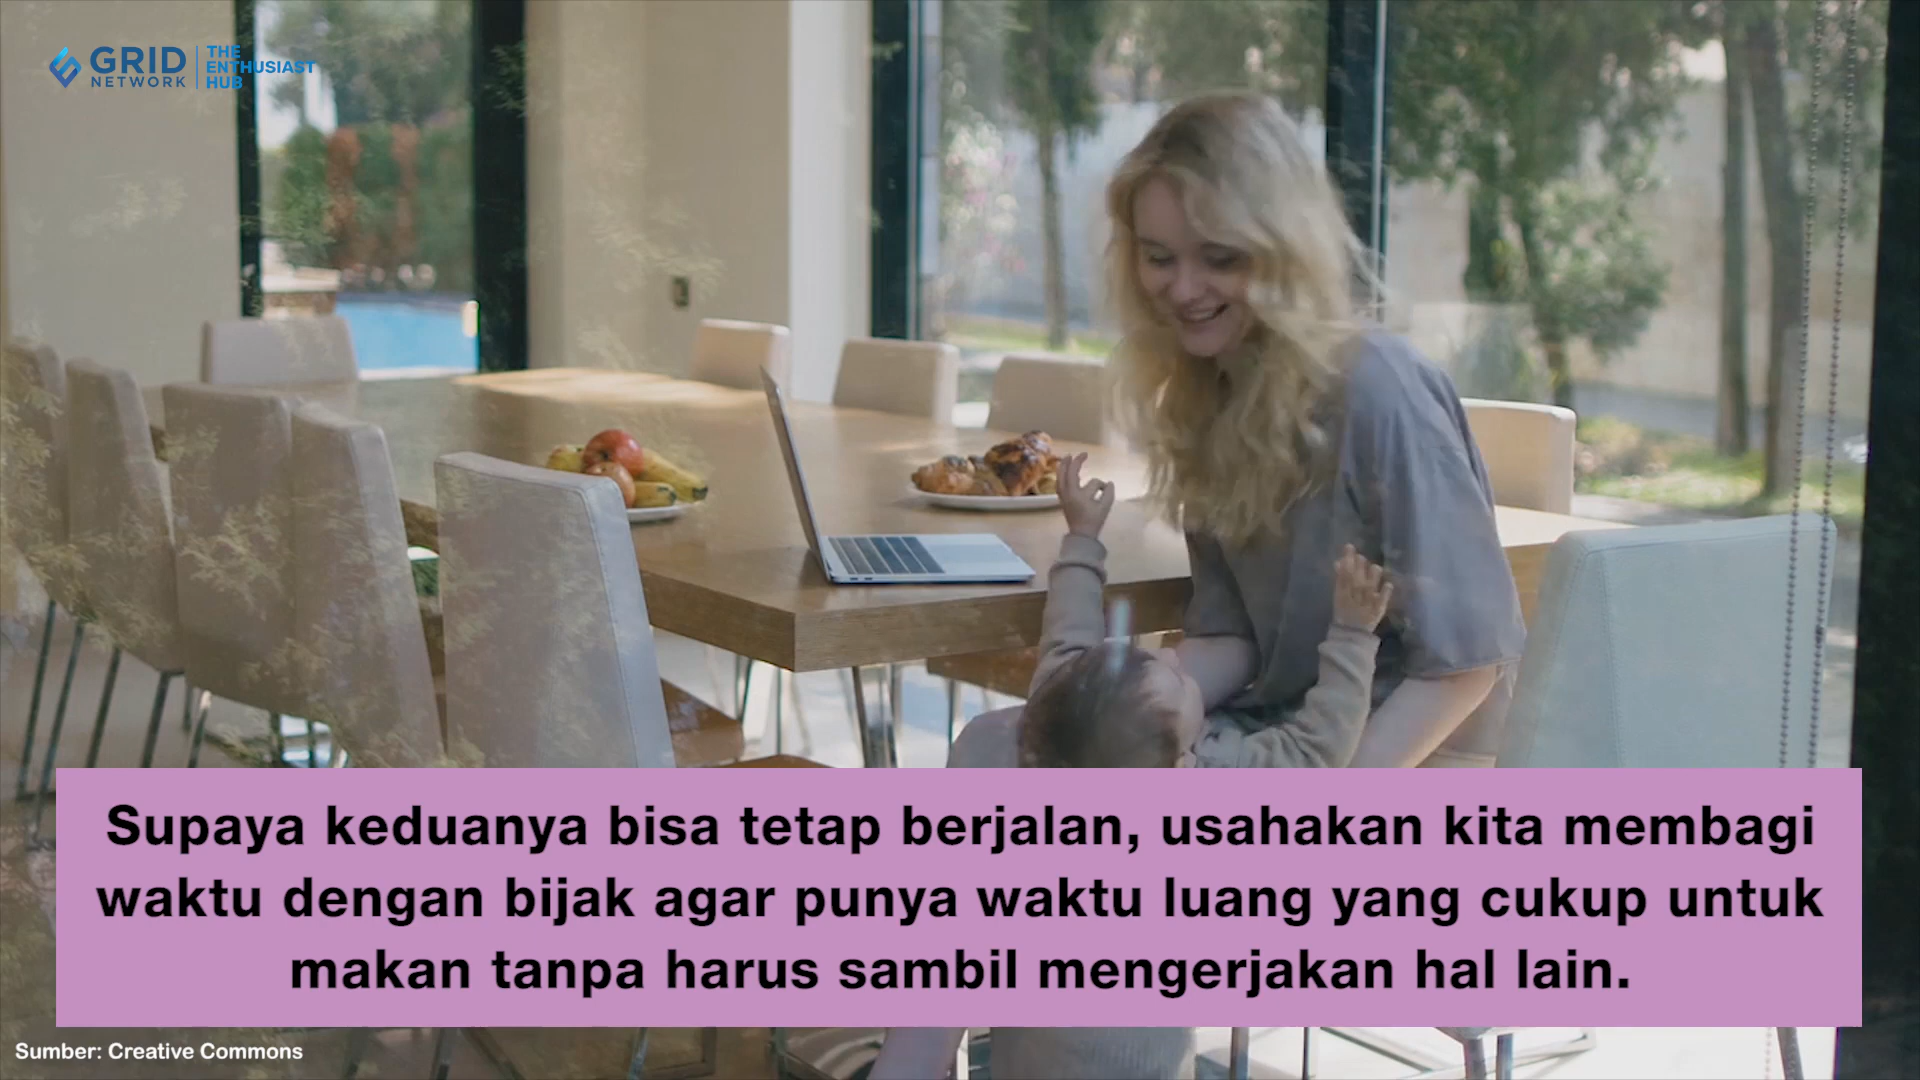 GRID
NETWORK
THE
ENTHUSIAST
HUB
Supaya keduanya bisa tetap berjalan, usahakan kita membagi
waktu dengan bijak agar punya waktu luang yang cukup untuk
makan tanpa harus sambil mengerjakan hal lain.
Sumber: Creative Commons